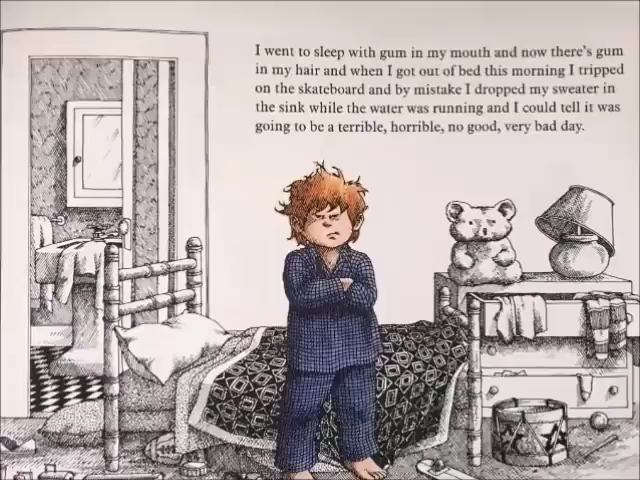 I went to sleep with gum in my mouth and now there's gum
in my hair and when I got out of bed this morning I tripped
on the skateboard and by mistake I dropped my sweater in
the sink while the water was running and I could tell it was
going to be a terrible, horrible, no good, very bad day.